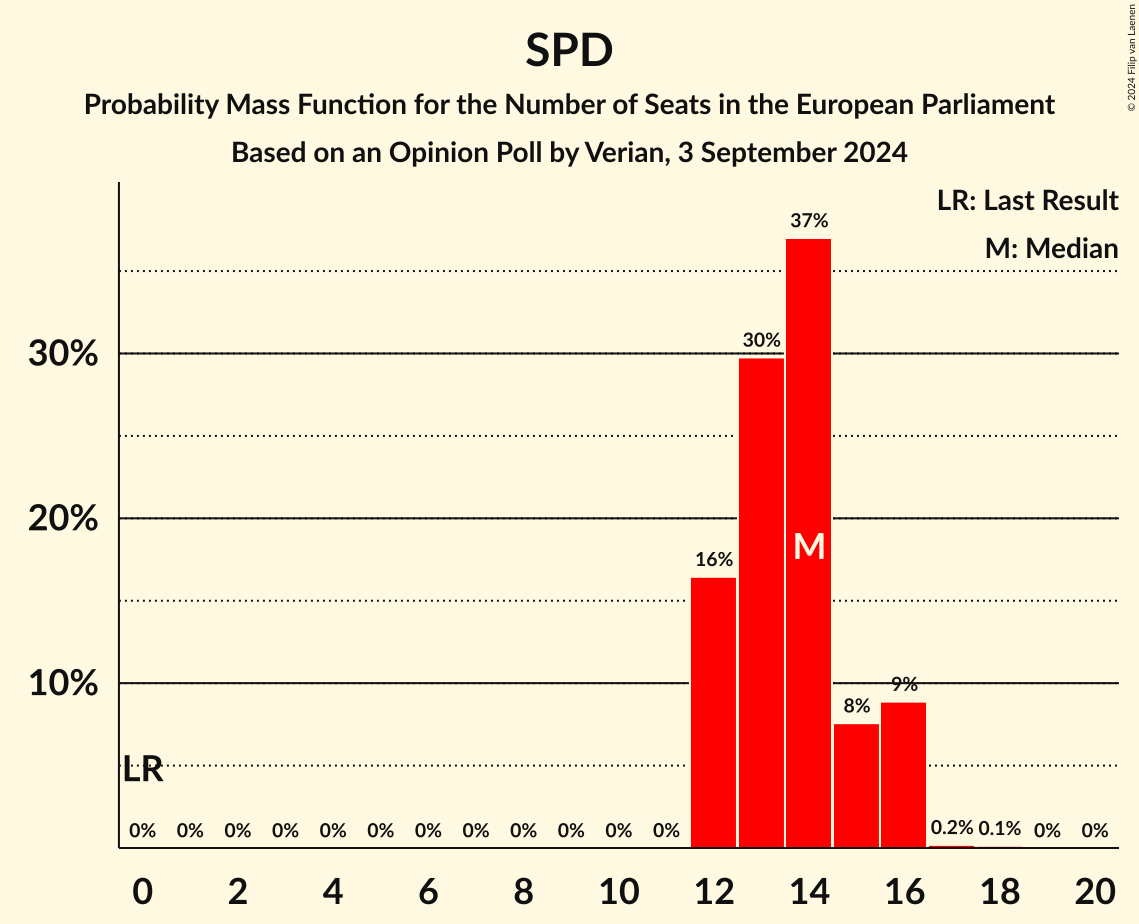 SPD
Probability Mass Function for the Number of Seats in the European Parliament
Based on an Opinion Poll by Verian, 3 September 2024
© 2024 Filip van Laenen
LR: Last Result
M: Median
37%
30%
30%
20%
M
16%
10%
9%
8%
LR
0% 0% 0% 0% 0% 0% 0% 0% 0% 0% 0% 0% 0.2% 0.1% 0% 0%
0 2 4 6 8 10 12 14 16 18 20